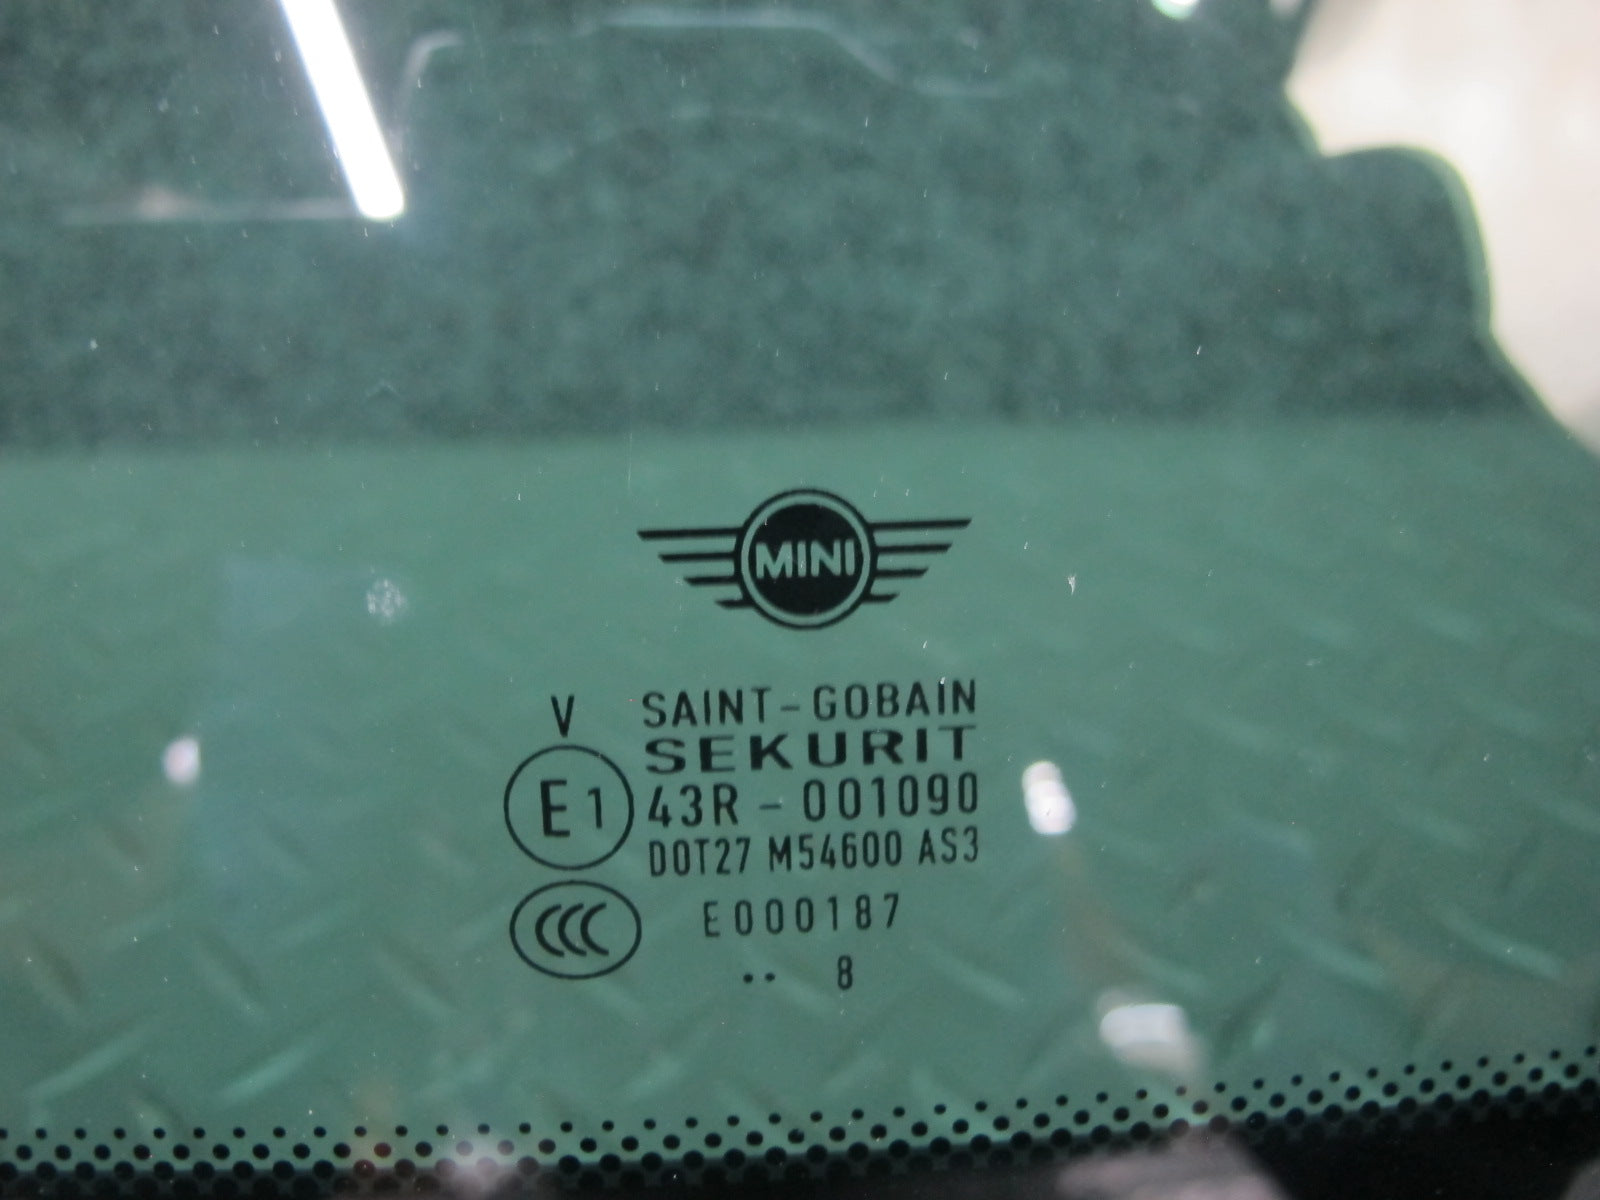 MINI
V SAINT-GOBAIN
SEKURIT
E1 43R - 001090
DOT27 M54600 AS3
CCC E000187
.. 8